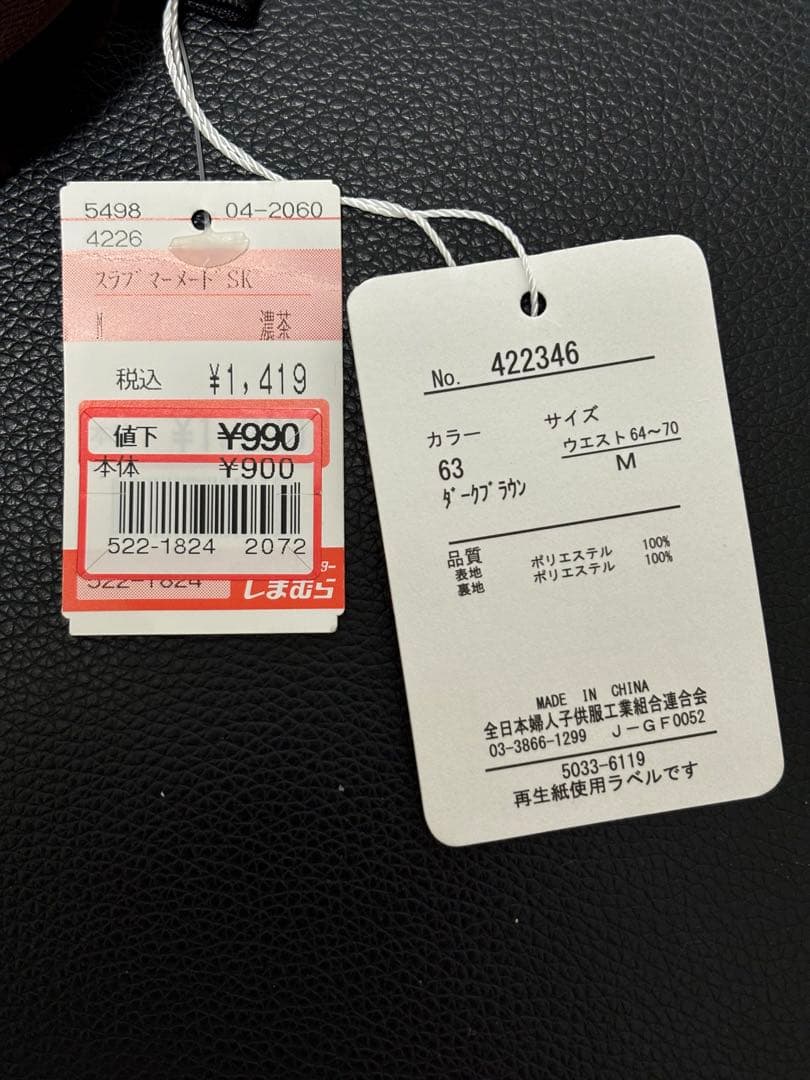 5498 04-2060
4226
スラブマーメードSK
M 濃茶
税込 ¥1,419
値下 ¥990
本体 ¥900
522-1824 2072
522-1824
ター
しまむら
No. 422346
カラー サイズ
63 ウエスト64〜70
ダークブラウン M
品質
表地 ポリエステル 100%
裏地 ポリエステル 100%
MADE IN CHINA
全日本婦人子供服工業組合連合会
03-3866-1299 J-GF0052
5033-6119
再生紙使用ラベルです